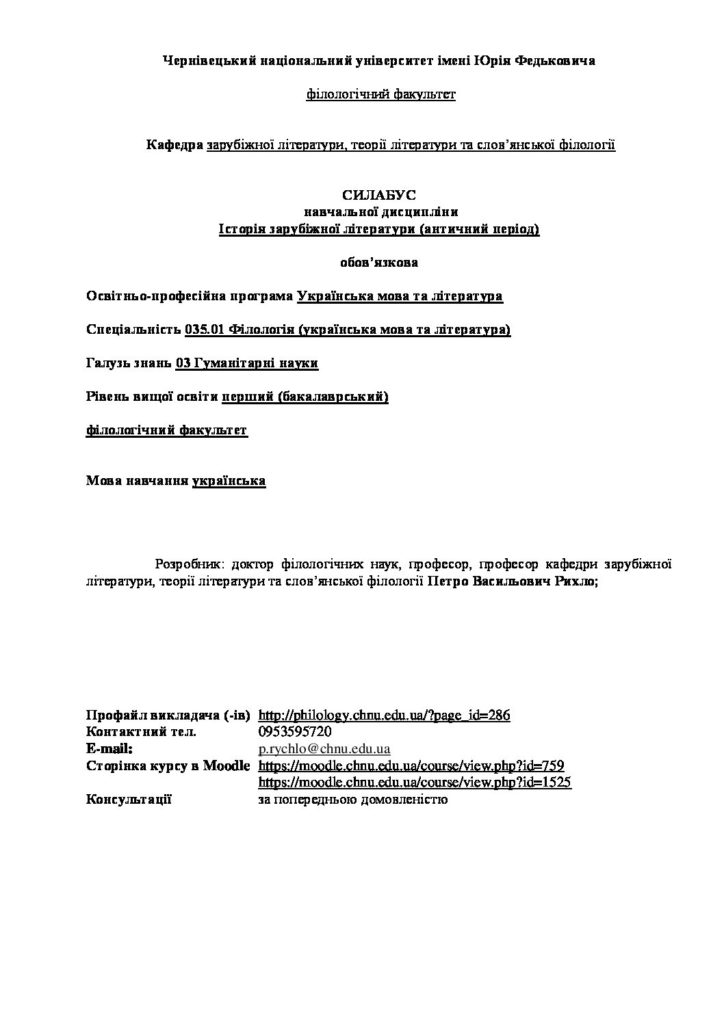 Чернівецький національний університет імені Юрія Федьковича
філологічний факультет
Кафедра зарубіжної літератури, теорії літератури та слов’янської філології
СИЛАБУС
навчальної дисципліни
Історія зарубіжної літератури (античний період)
обов’язкова
Освітньо-професійна програма Українська мова та література
Спеціальність 035.01 Філологія (українська мова та література)
Галузь знань 03 Гуманітарні науки
Рівень вищої освіти перший (бакалаврський)
філологічний факультет
Мова навчання українська
Розробник: доктор філологічних наук, професор, професор кафедри зарубіжної
літератури, теорії літератури та слов’янської філології Петро Васильович Рихло;
Профайл викладача (-ів) http://philology.chnu.edu.ua/?page_id=286
Контактний тел. 0953595720
E-mail: p.rychlo@chnu.edu.ua
Сторінка курсу в Moodle https://moodle.chnu.edu.ua/course/view.php?id=759
https://moodle.chnu.edu.ua/course/view.php?id=1525
Консультації за попередньою домовленістю